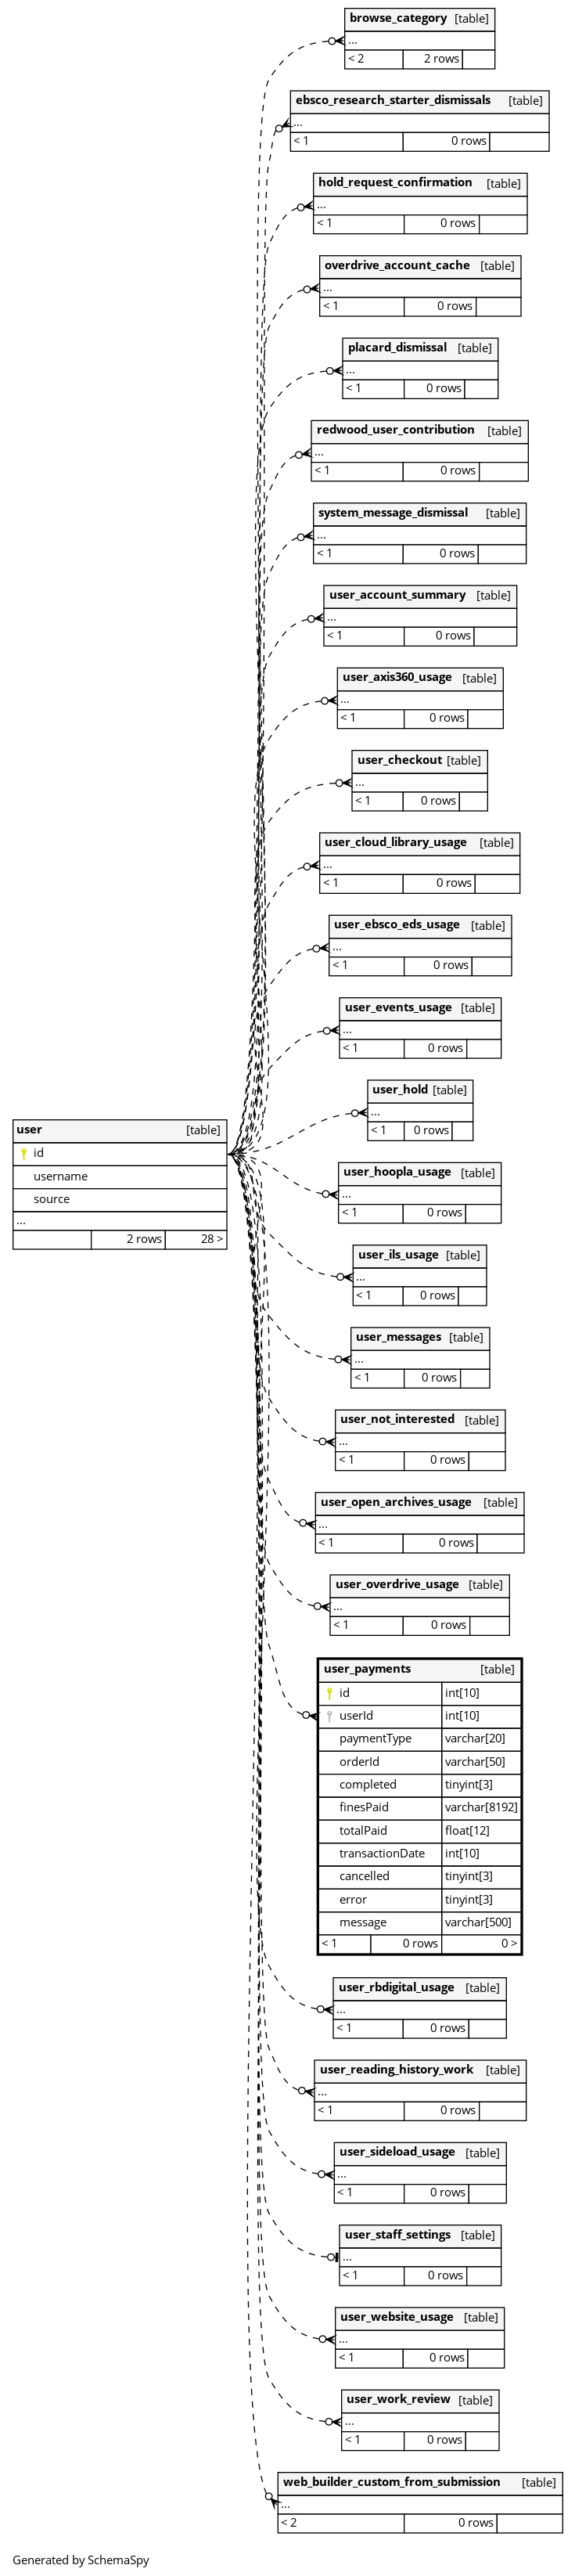 browse_category [table]
...
< 2 2 rows
ebsco_research_starter_dismissals [table]
...
< 1 0 rows
hold_request_confirmation [table]
...
< 1 0 rows
overdrive_account_cache [table]
...
< 1 0 rows
placard_dismissal [table]
...
< 1 0 rows
redwood_user_contribution [table]
...
< 1 0 rows
system_message_dismissal [table]
...
< 1 0 rows
user_account_summary [table]
...
< 1 0 rows
user_axis360_usage [table]
...
< 1 0 rows
user_checkout [table]
...
< 1 0 rows
user_cloud_library_usage [table]
...
< 1 0 rows
user_ebsco_eds_usage [table]
...
< 1 0 rows
user_events_usage [table]
...
< 1 0 rows
user_hold [table]
...
< 1 0 rows
user [table]
id
username
source
...
2 rows 28 >
user_hoopla_usage [table]
...
< 1 0 rows
user_ils_usage [table]
...
< 1 0 rows
user_messages [table]
...
< 1 0 rows
user_not_interested [table]
...
< 1 0 rows
user_open_archives_usage [table]
...
< 1 0 rows
user_overdrive_usage [table]
...
< 1 0 rows
user_payments [table]
id int[10]
userId int[10]
paymentType varchar[20]
orderId varchar[50]
completed tinyint[3]
finesPaid varchar[8192]
totalPaid float[12]
transactionDate int[10]
cancelled tinyint[3]
error tinyint[3]
message varchar[500]
< 1 0 rows 0 >
user_rbdigital_usage [table]
...
< 1 0 rows
user_reading_history_work [table]
...
< 1 0 rows
user_sideload_usage [table]
...
< 1 0 rows
user_staff_settings [table]
...
< 1 0 rows
user_website_usage [table]
...
< 1 0 rows
user_work_review [table]
...
< 1 0 rows
web_builder_custom_from_submission [table]
...
< 2 0 rows
Generated by SchemaSpy